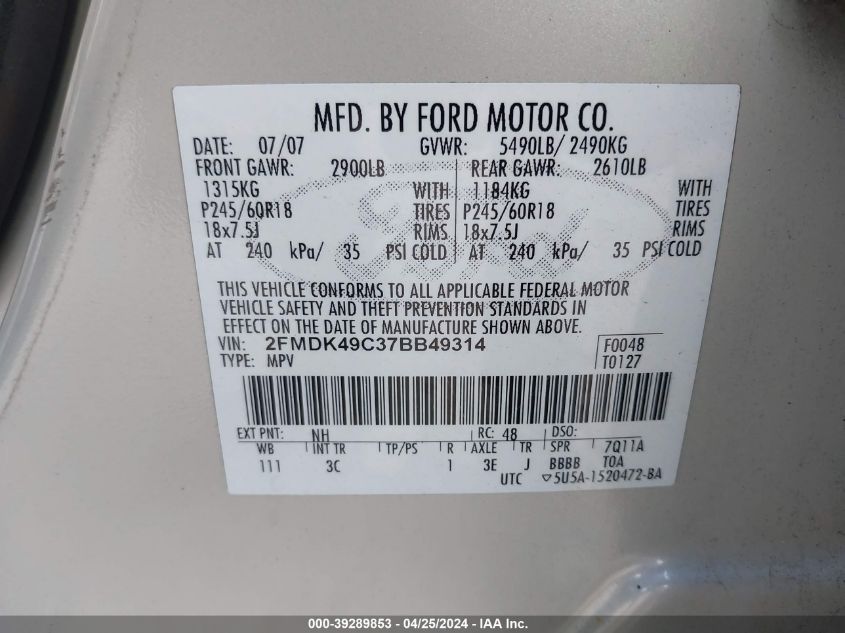 MFD. BY FORD MOTOR CO.
DATE: 07/07 GVWR: 5490LB/ 2490KG
FRONT GAWR: 2900LB REAR GAWR: 2610LB
1315KG WITH 1184KG WITH
P245/60R18 TIRES P245/60R18 TIRES
18x7.5J RIMS 18x7.5J RIMS
AT 240 kPa/ 35 PSI COLD AT 240 kPa/ 35 PSI COLD
THIS VEHICLE CONFORMS TO ALL APPLICABLE FEDERAL MOTOR
VEHICLE SAFETY AND THEFT PREVENTION STANDARDS IN
EFFECT ON THE DATE OF MANUFACTURE SHOWN ABOVE.
VIN: 2FMDK49C37BB49314 F0048
TYPE: MPV T0127
EXT PNT: NH RC: 48 DSO:
WB INT TR TP/PS R AXLE TR SPR 7Q11A
111 3C 1 3E J BBBB TOA
UTC ▽5U5A-1520472-BA
Ford
000-39289853 - 04/25/2024 - IAAI.com